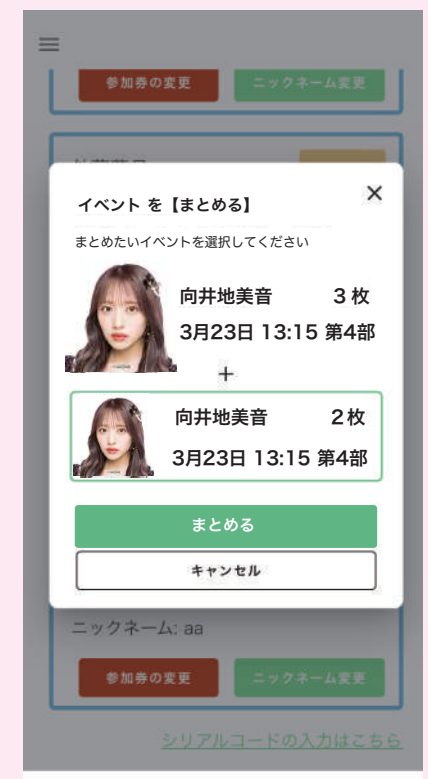 参加券の変更 ニックネーム変更
イベント を【まとめる】 ×
まとめたいイベントを選択してください
向井地美音 3 枚
3月23日 13:15 第4部
+
向井地美音 2 枚
3月23日 13:15 第4部
まとめる
キャンセル
ニックネーム: aa
参加券の変更 ニックネーム変更
シリアルコードの入力はこちら